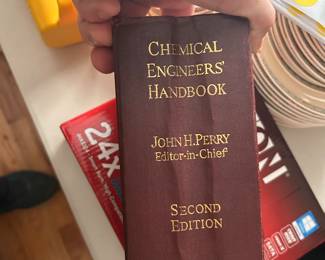 CHEMICAL
ENGINEERS'
HANDBOOK
JOHN H. PERRY
Editor-in-Chief
SECOND
EDITION
24x